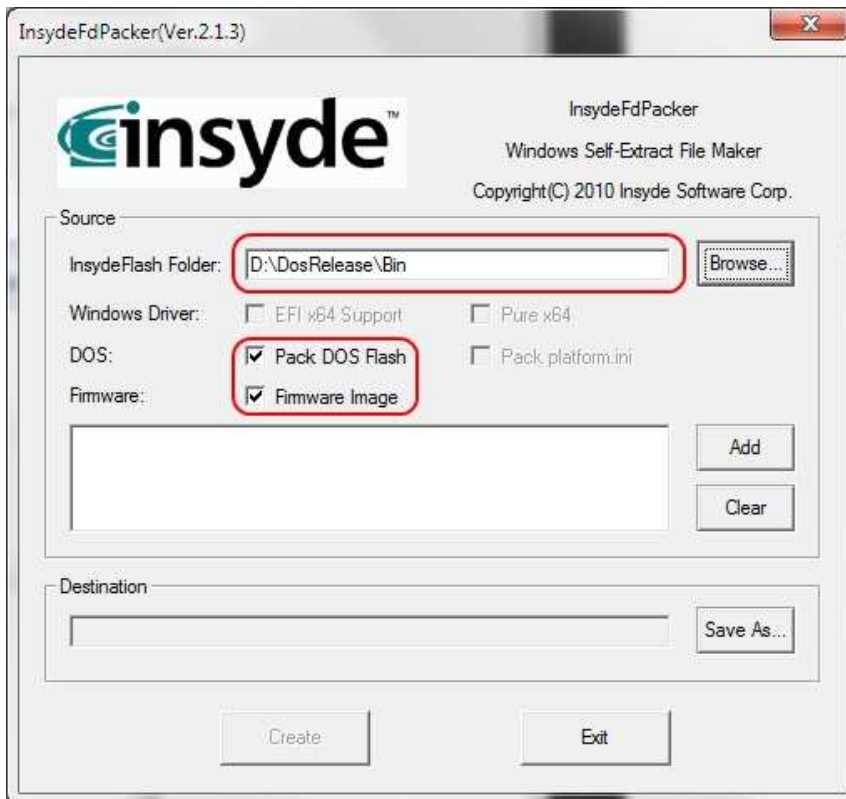 InsydeFdPacker(Ver.2.1.3)
insyde™
InsydeFdPacker
Windows Self-Extract File Maker
Copyright(C) 2010 Insyde Software Corp.
Source
InsydeFlash Folder: D:\DosRelease\Bin Browse...
Windows Driver: EFI x64 Support Pure x64
DOS: Pack DOS Flash Pack platform.ini
Firmware: Firmware Image
Add
Clear
Destination
Save As...
Create Exit